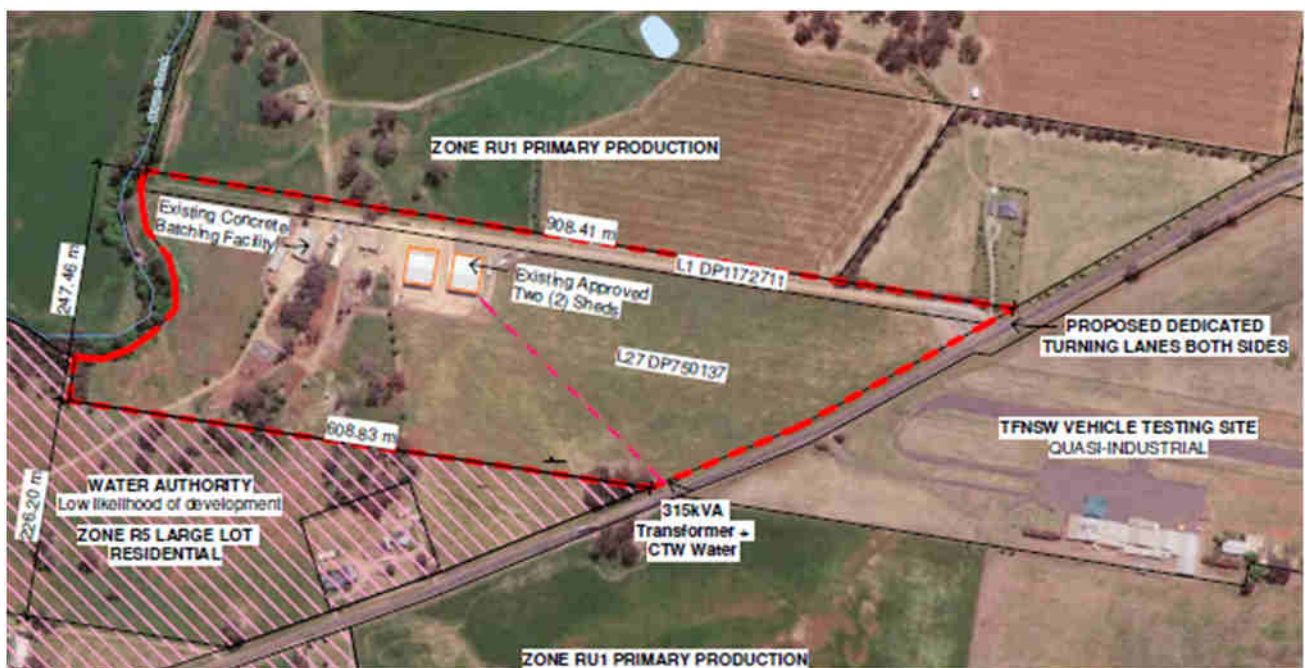 ZONE RU1 PRIMARY PRODUCTION
Existing Concrete
Batching Facility
908.41 m
247.46 m
L1 DP1172711
Existing Approved
Two (2) Sheds
PROPOSED DEDICATED
TURNING LANES BOTH SIDES
L27 DP750137
608.83 m
TFNSW VEHICLE TESTING SITE
QUASI-INDUSTRIAL
WATER AUTHORITY
Low likelihood of development
226.20 m
ZONE R5 LARGE LOT
RESIDENTIAL
315kVA
Transformer +
CTW Water
ZONE RU1 PRIMARY PRODUCTION